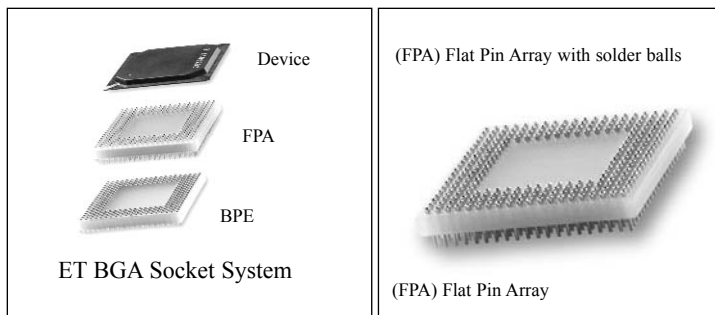 Device
FPA
BPE
ET BGA Socket System
(FPA) Flat Pin Array with solder balls
(FPA) Flat Pin Array